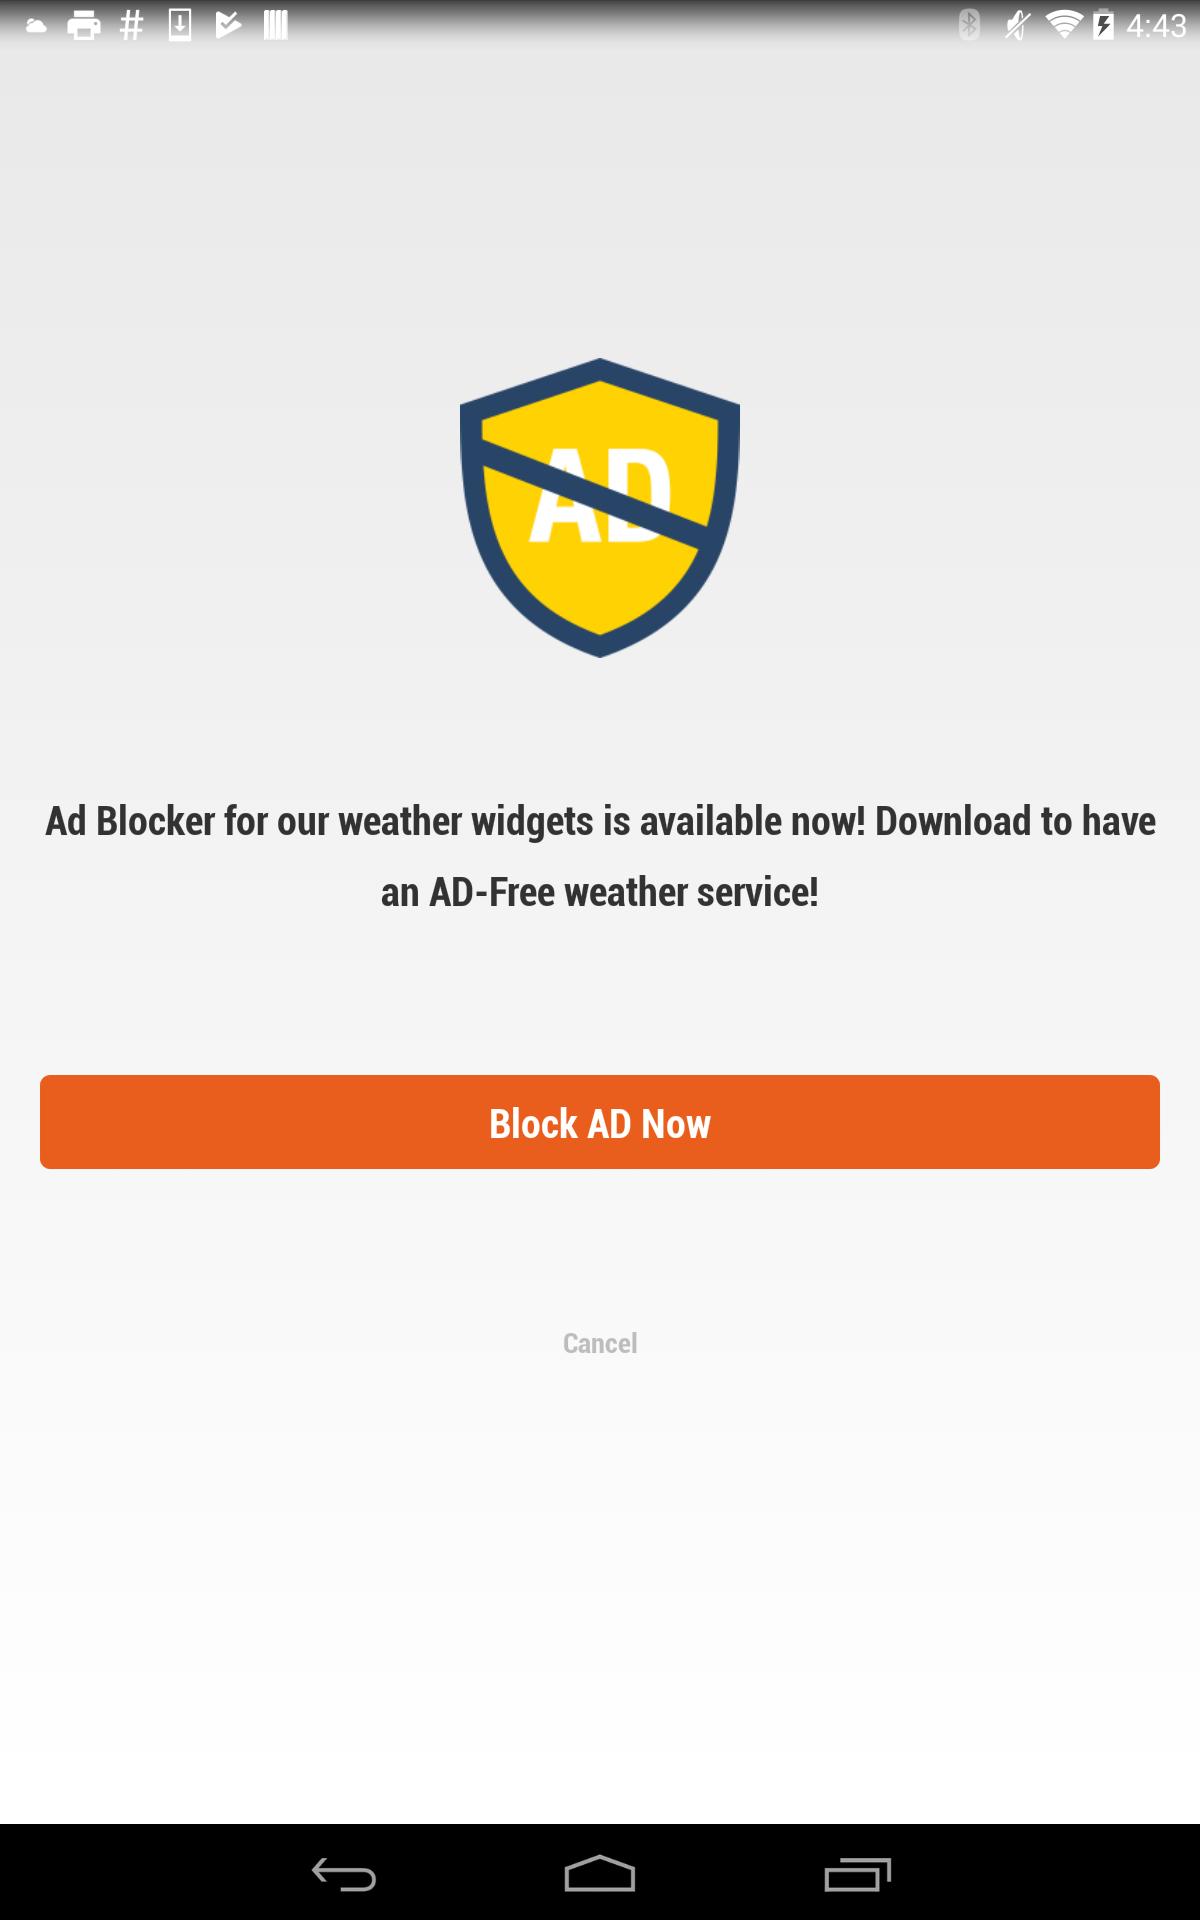 4:43
AD
Ad Blocker for our weather widgets is available now! Download to have
an AD-Free weather service!
Block AD Now
Cancel